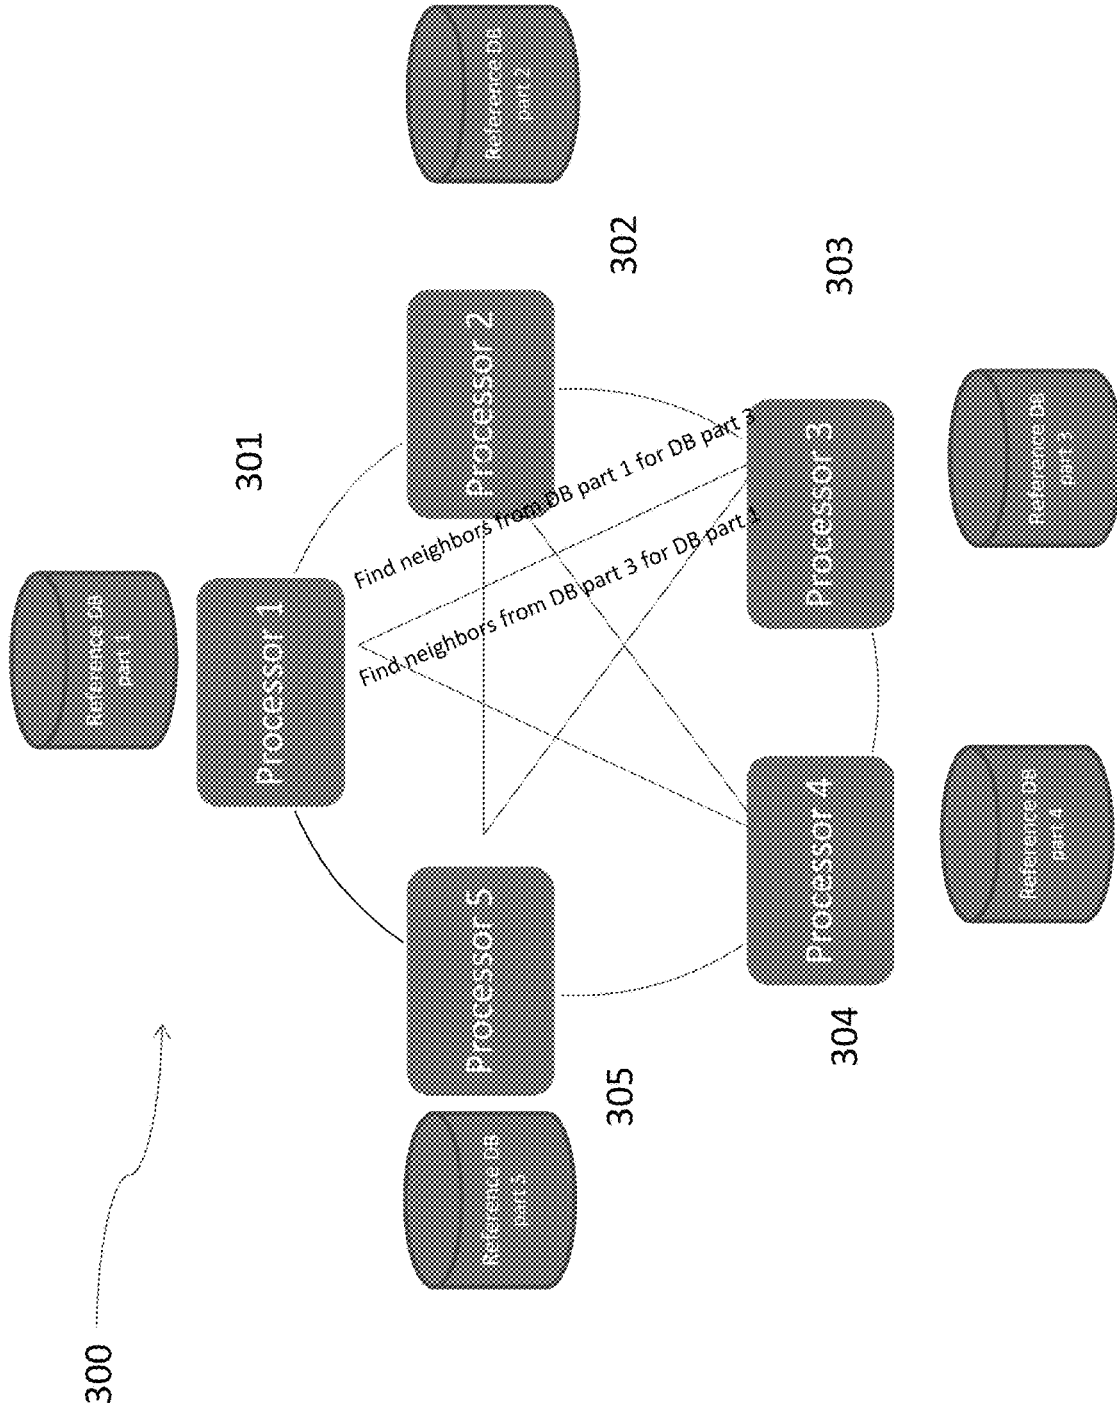 300
Reference DB
part 1
Processor 1
301
Reference DB
part 5
Processor 5
305
Processor 2
302
Reference DB
part 2
Find neighbors from DB part 1 for DB part 3
Find neighbors from DB part 3 for DB part 1
Processor 4
304
Reference DB
part 4
Processor 3
303
Reference DB
part 3